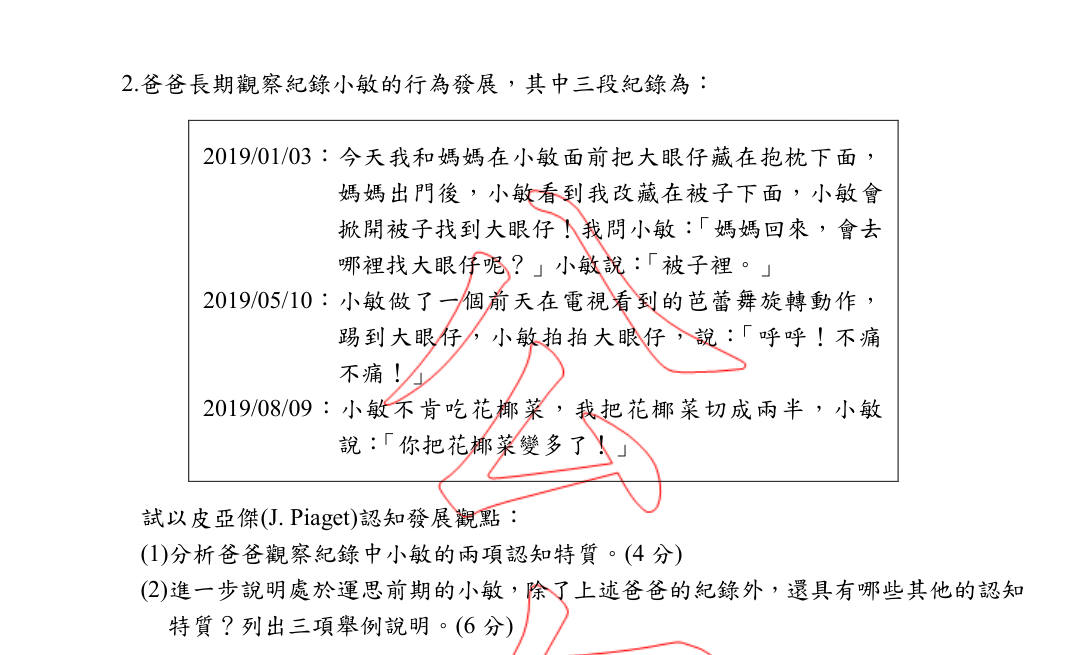 2.爸爸長期觀察紀錄小敏的行為發展，其中三段紀錄為：
2019/01/03：今天我和媽媽在小敏面前把大眼仔藏在抱枕下面，
媽媽出門後，小敏看到我改藏在被子下面，小敏會
掀開被子找到大眼仔！我問小敏：「媽媽回來，會去
哪裡找大眼仔呢？」小敏說：「被子裡。」
2019/05/10：小敏做了一個前天在電視看到的芭蕾舞旋轉動作，
踢到大眼仔，小敏拍拍大眼仔，說：「呼呼！不痛
不痛！」
2019/08/09：小敏不肯吃花椰菜，我把花椰菜切成兩半，小敏
說：「你把花椰菜變多了！」
試以皮亞傑(J. Piaget)認知發展觀點：
(1)分析爸爸觀察紀錄中小敏的兩項認知特質。(4 分)
(2)進一步說明處於運思前期的小敏，除了上述爸爸的紀錄外，還具有哪些其他的認知
特質？列出三項舉例說明。(6 分)